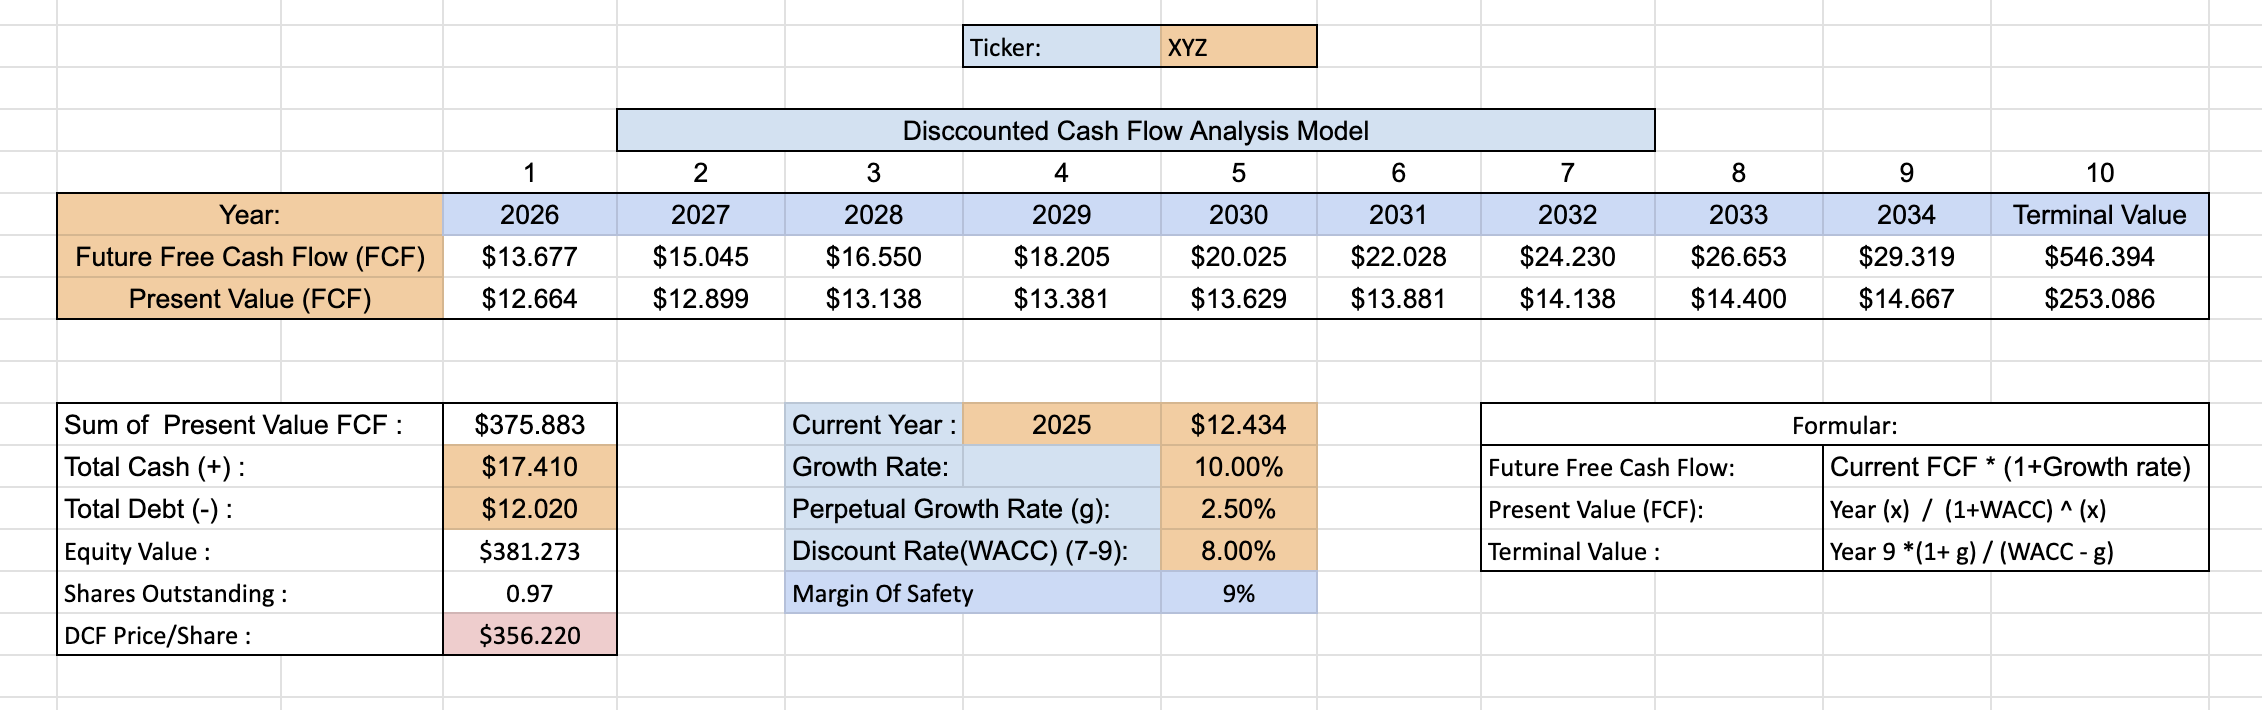 Ticker: XYZ
Disccounted Cash Flow Analysis Model
1 2 3 4 5 6 7 8 9 10
Year: 2026 2027 2028 2029 2030 2031 2032 2033 2034 Terminal Value
Future Free Cash Flow (FCF) $13.677 $15.045 $16.550 $18.205 $20.025 $22.028 $24.230 $26.653 $29.319 $546.394
Present Value (FCF) $12.664 $12.899 $13.138 $13.381 $13.629 $13.881 $14.138 $14.400 $14.667 $253.086
Sum of  Present Value FCF : $375.883
Total Cash (+) : $17.410
Total Debt (-) : $12.020
Equity Value : $381.273
Shares Outstanding : 0.97
DCF Price/Share : $356.220
Current Year : 2025 $12.434
Growth Rate: 10.00%
Perpetual Growth Rate (g): 2.50%
Discount Rate(WACC) (7-9): 8.00%
Margin Of Safety 9%
Formular:
Future Free Cash Flow: Current FCF * (1+Growth rate)
Present Value (FCF): Year (x)  /  (1+WACC) ^ (x)
Terminal Value : Year 9 *(1+ g) / (WACC - g)